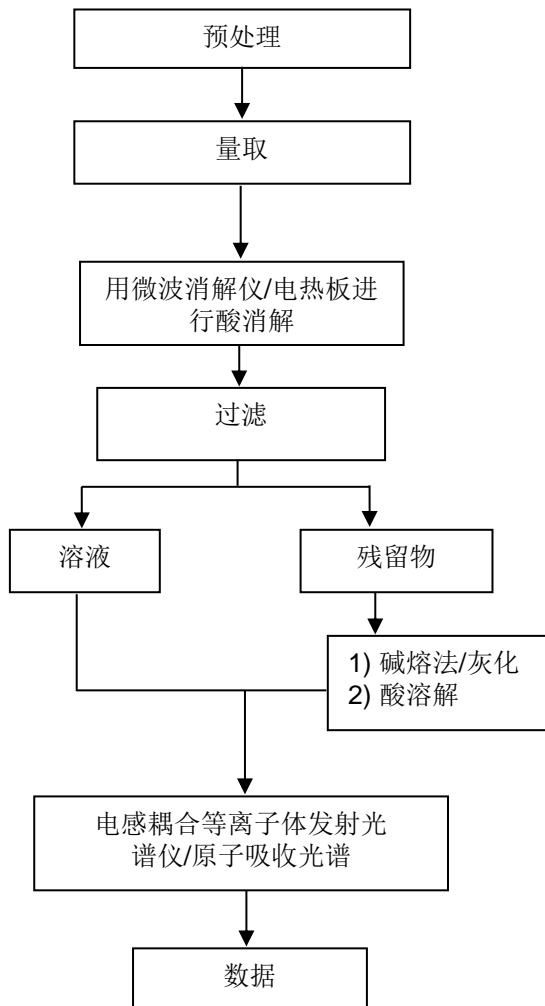 预处理
量取
用微波消解仪/电热板进
行酸消解
过滤
溶液
残留物
1) 碱熔法/灰化
2) 酸溶解
电感耦合等离子体发射光
谱仪/原子吸收光谱
数据